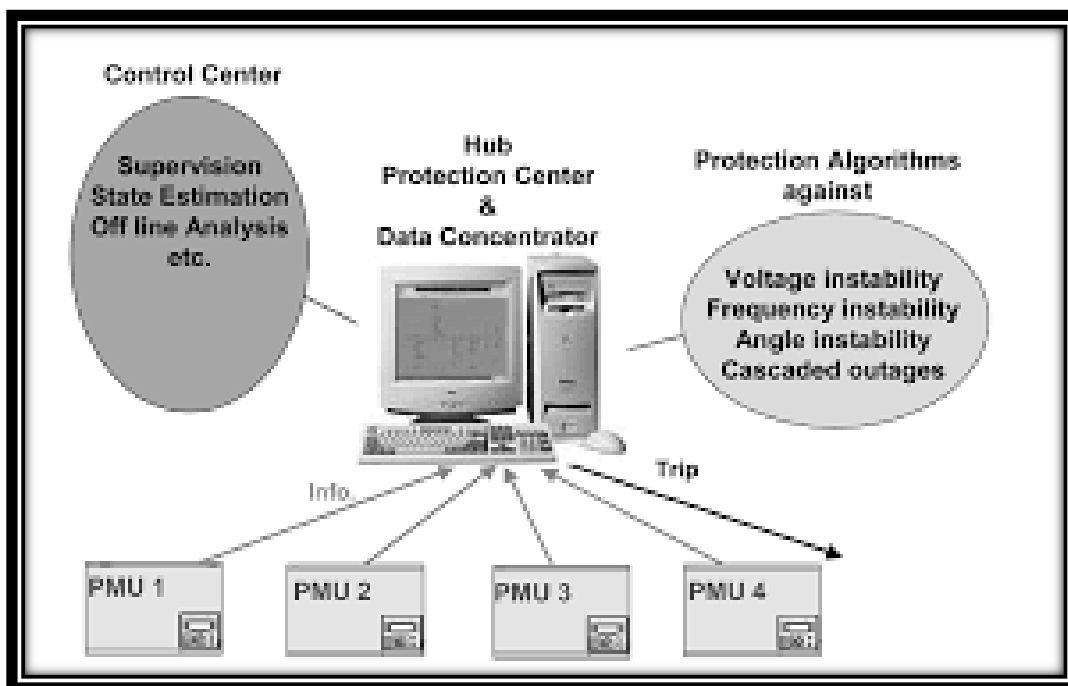 Control Center
Supervision
State Estimation
Off line Analysis
etc.
Hub
Protection Center
&
Data Concentrator
Protection Algorithms
against
Voltage instability
Frequency instability
Angle instability
Cascaded outages
Info.
Trip
PMU 1
PMU 2
PMU 3
PMU 4